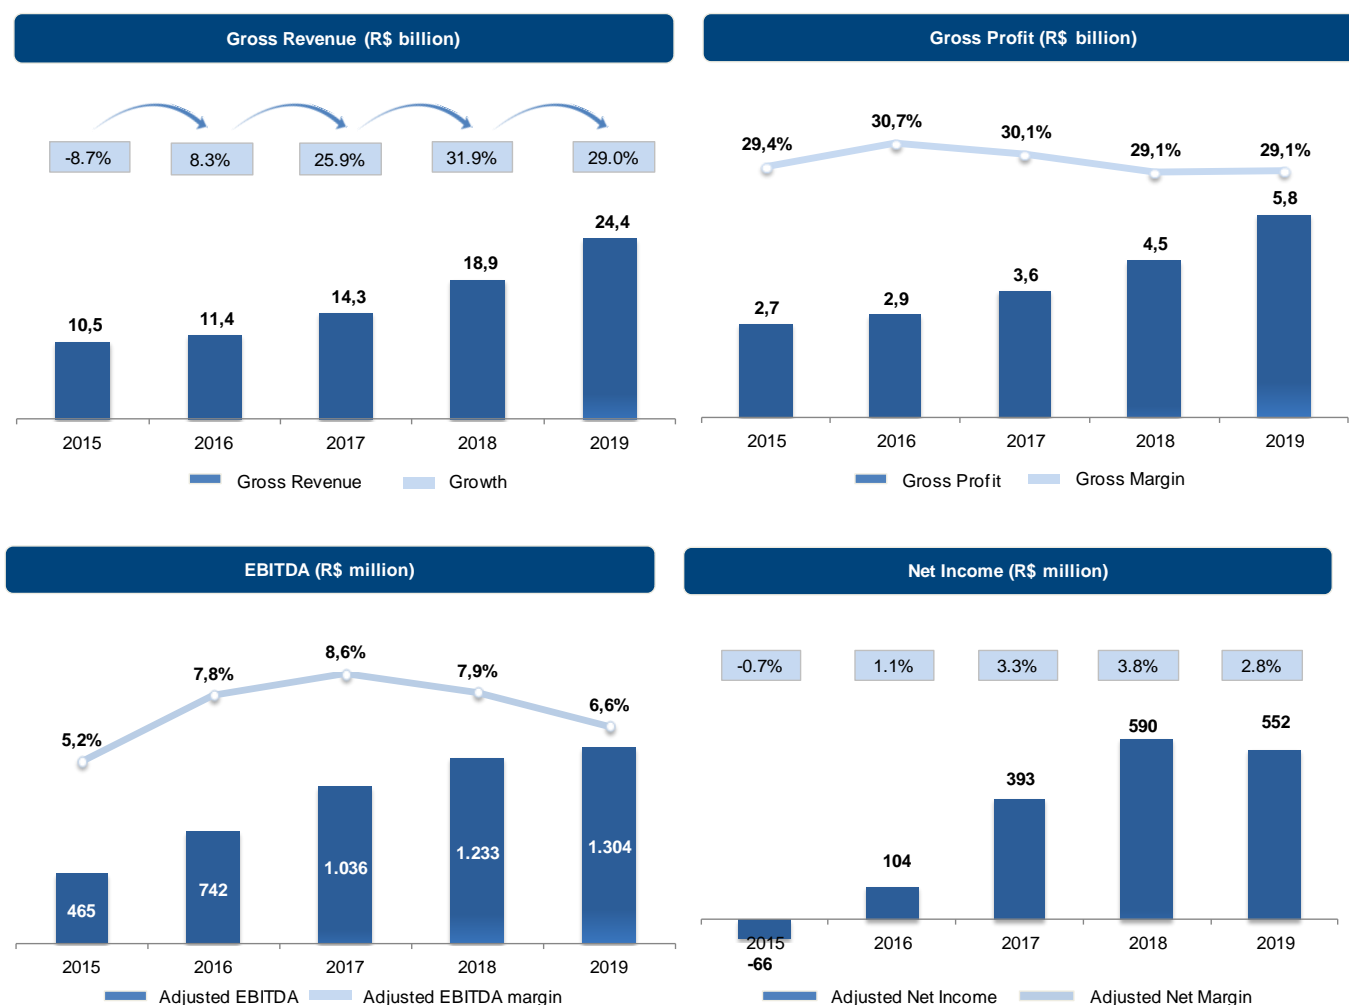 Gross Revenue (R$ billion)
-8.7% 8.3% 25.9% 31.9% 29.0%
10,5 11,4 14,3 18,9 24,4
2015 2016 2017 2018 2019
Gross Revenue Growth
Gross Profit (R$ billion)
29,4% 30,7% 30,1% 29,1% 29,1%
2,7 2,9 3,6 4,5 5,8
2015 2016 2017 2018 2019
Gross Profit Gross Margin
EBITDA (R$ million)
5,2% 7,8% 8,6% 7,9% 6,6%
465 742 1.036 1.233 1.304
2015 2016 2017 2018 2019
Adjusted EBITDA Adjusted EBITDA margin
Net Income (R$ million)
-0.7% 1.1% 3.3% 3.8% 2.8%
-66 104 393 590 552
2015 2016 2017 2018 2019
Adjusted Net Income Adjusted Net Margin